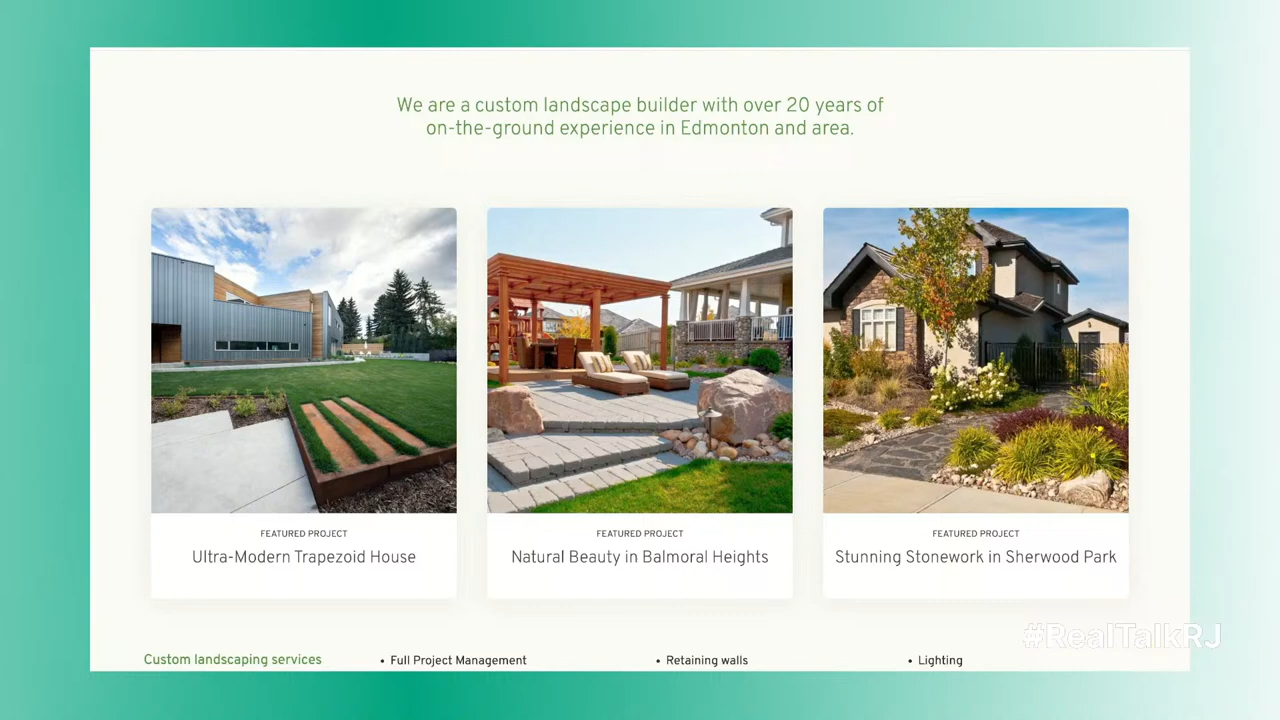 We are a custom landscape builder with over 20 years of
on-the-ground experience in Edmonton and area.
FEATURED PROJECT
Ultra-Modern Trapezoid House
FEATURED PROJECT
Natural Beauty in Balmoral Heights
FEATURED PROJECT
Stunning Stonework in Sherwood Park
#RealTalkRJ
Custom landscaping services
• Full Project Management
• Retaining walls
• Lighting